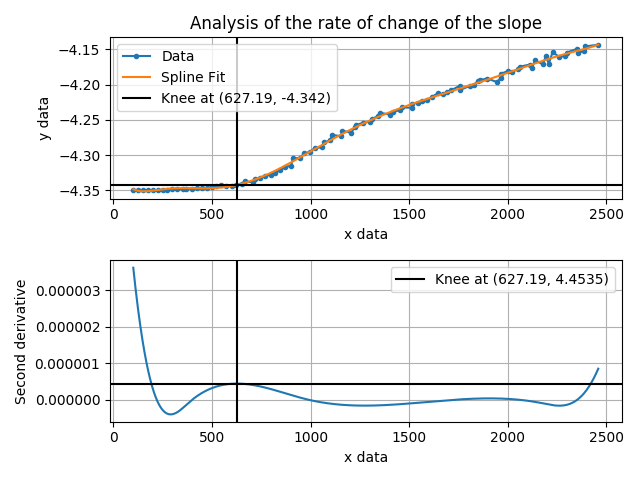 Analysis of the rate of change of the slope
−4.15
−4.20
−4.25
−4.30
−4.35
y data
Data
Spline Fit
Knee at (627.19, -4.342)
0
500
1000
1500
2000
2500
x data
0.000003
0.000002
0.000001
0.000000
Second derivative
Knee at (627.19, 4.4535)
0
500
1000
1500
2000
2500
x data